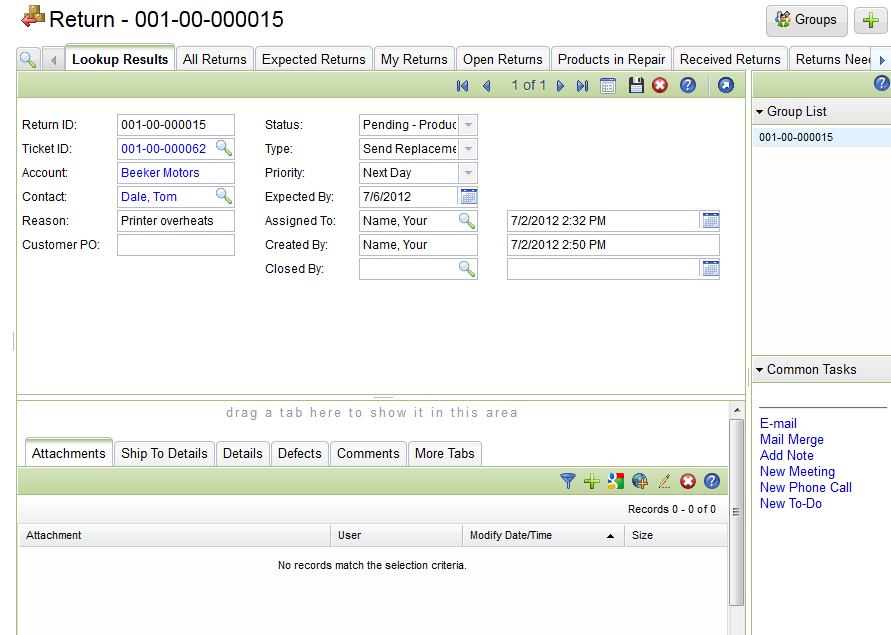 Return - 001-00-000015
Groups
Lookup Results All Returns Expected Returns My Returns Open Returns Products in Repair Received Returns Returns Nee
1 of 1
Return ID: 001-00-000015 Status: Pending - Produc
Ticket ID: 001-00-000062 Type: Send Replaceme
Account: Beeker Motors Priority: Next Day
Contact: Dale, Tom Expected By: 7/6/2012
Reason: Printer overheats Assigned To: Name, Your 7/2/2012 2:32 PM
Customer PO: Created By: Name, Your 7/2/2012 2:50 PM
Closed By:
Group List
001-00-000015
drag a tab here to show it in this area
Attachments Ship To Details Details Defects Comments More Tabs
Records 0 - 0 of 0
Attachment User Modify Date/Time Size
No records match the selection criteria.
Common Tasks
E-mail
Mail Merge
Add Note
New Meeting
New Phone Call
New To-Do